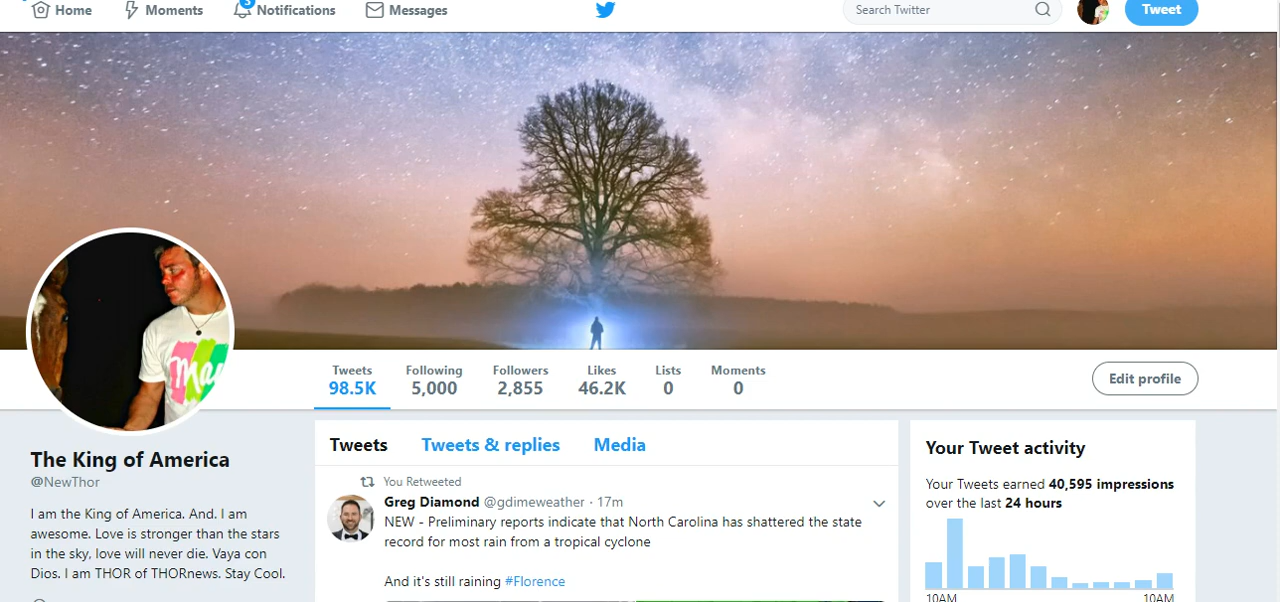 Home
Moments
3
Notifications
Messages
Search Twitter
Tweet
Tweets Following Followers Likes Lists Moments
98.5K 5,000 2,855 46.2K 0 0
Edit profile
The King of America
@NewThor
I am the King of America. And. I am
awesome. Love is stronger than the stars
in the sky, love will never die. Vaya con
Dios. I am THOR of THORnews. Stay Cool.
Tweets Tweets & replies Media
You Retweeted
Greg Diamond @gdimeweather · 17m
NEW - Preliminary reports indicate that North Carolina has shattered the state
record for most rain from a tropical cyclone
And it's still raining #Florence
Your Tweet activity
Your Tweets earned 40,595 impressions
over the last 24 hours
10AM 10AM